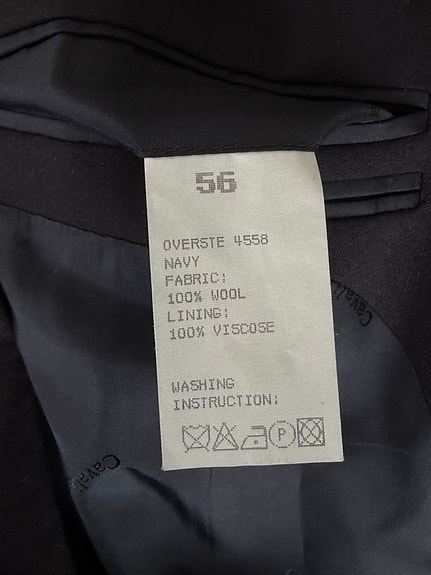 56
OVERSTE 4558
NAVY
FABRIC:
100% WOOL
LINING:
100% VISCOSE
WASHING
INSTRUCTION:
P